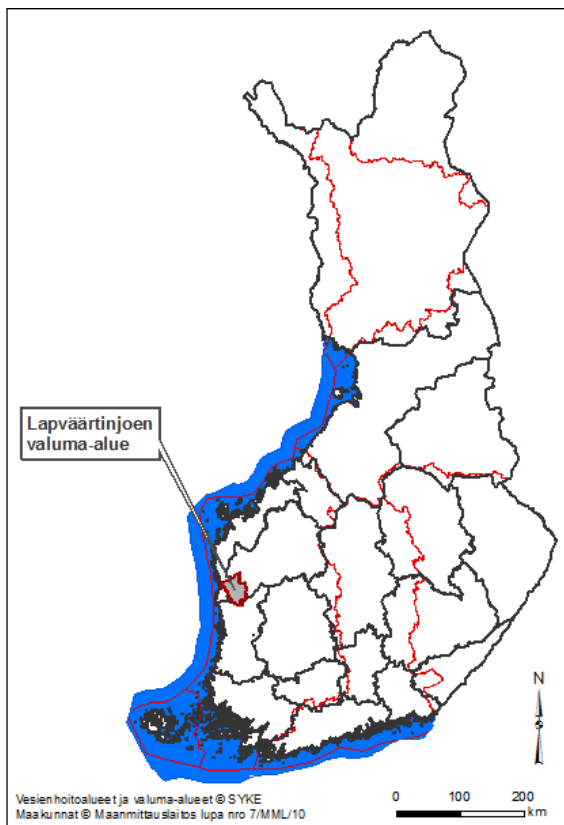 Lapväärtinjoen
valuma-alue
N
Vesienhoitoalueet ja valuma-alueet © SYKE
Maakunnat © Maanmittauslaitos lupa nro 7/MML/10
0 100 200
km